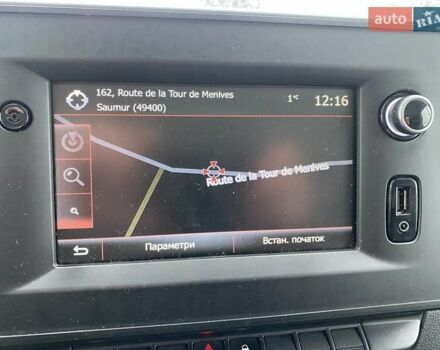 auto RIA
162, Route de la Tour de Menives
1°C 12:16
Saumur (49400)
Route de la Tour de Menives
Параметри
Встан. початок